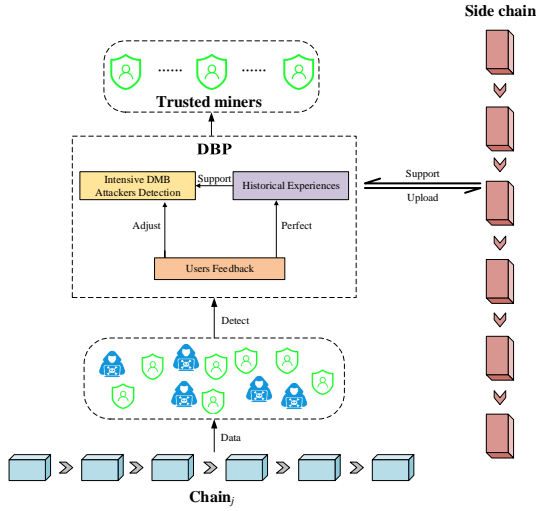 Side chain
...... ......
Trusted miners
DBP
Intensive DMB
Attackers Detection
Support
Historical Experiences
Support
Upload
Adjust
Perfect
Users Feedback
Detect
Data
Chainⱼ